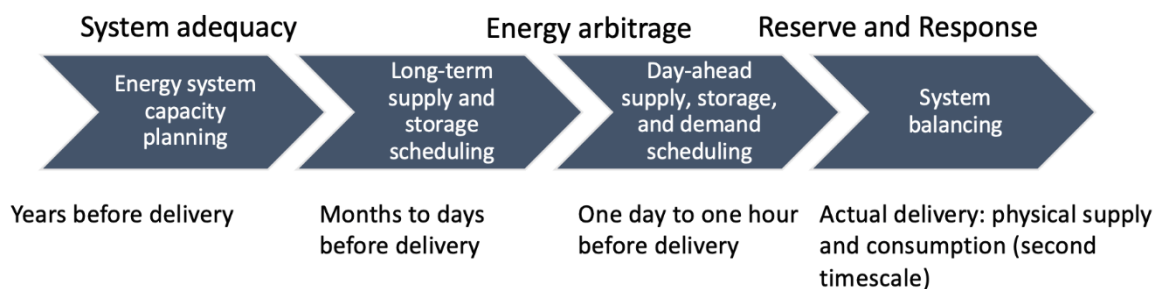 System adequacy
Energy arbitrage
Reserve and Response
Energy system
capacity
planning
Long-term
supply and
storage
scheduling
Day-ahead
supply, storage,
and demand
scheduling
System
balancing
Years before delivery
Months to days
before delivery
One day to one hour
before delivery
Actual delivery: physical supply
and consumption (second
timescale)